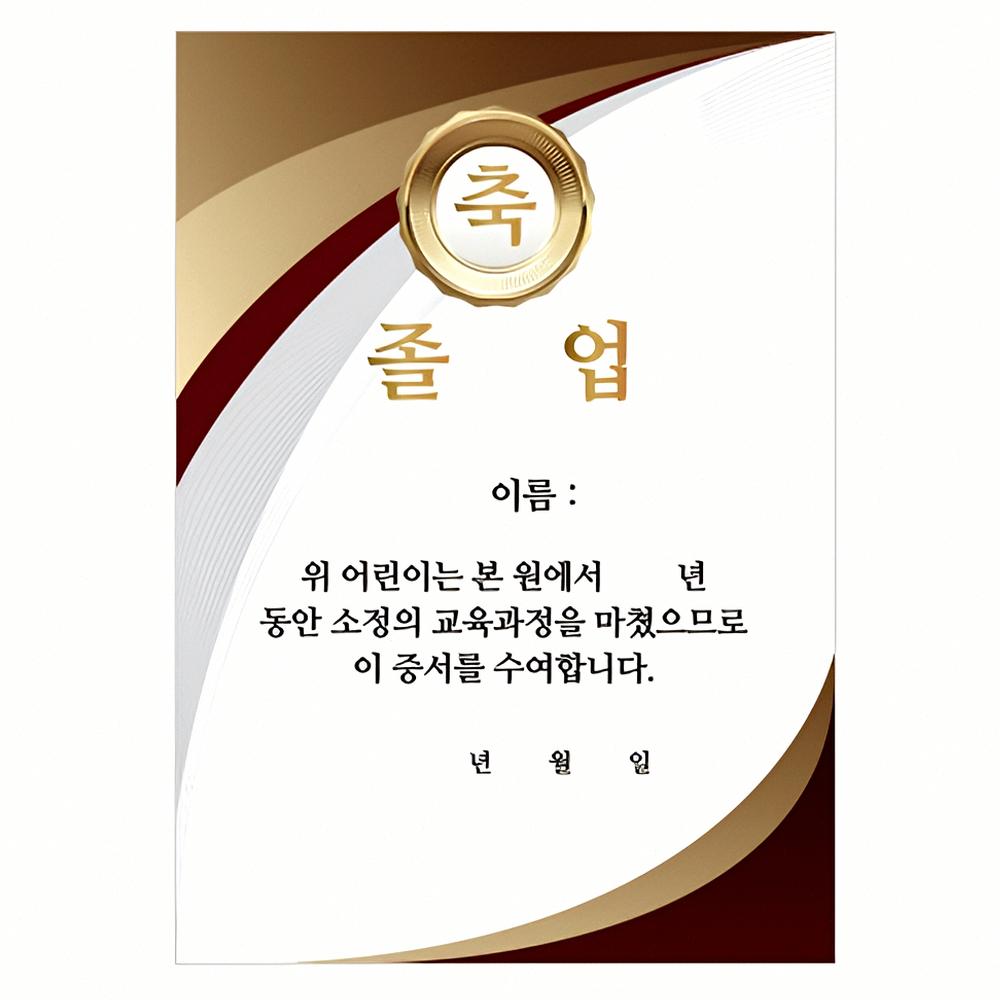 축
졸 업
이름 :
위 어린이는 본 원에서 년
동안 소정의 교육과정을 마쳤으므로
이 증서를 수여합니다.
년 월 일